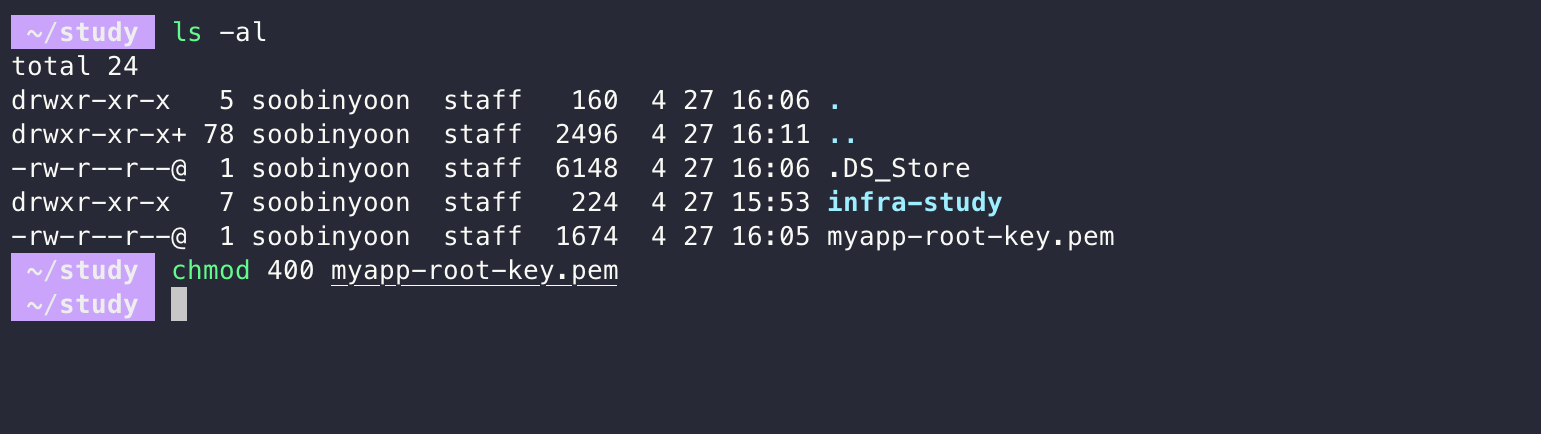 ~/study ls -al
total 24
drwxr-xr-x   5 soobinyoon  staff   160  4 27 16:06 .
drwxr-xr-x+ 78 soobinyoon  staff  2496  4 27 16:11 ..
-rw-r--r--@  1 soobinyoon  staff  6148  4 27 16:06 .DS_Store
drwxr-xr-x   7 soobinyoon  staff   224  4 27 15:53 infra-study
-rw-r--r--@  1 soobinyoon  staff  1674  4 27 16:05 myapp-root-key.pem
~/study chmod 400 myapp-root-key.pem
~/study